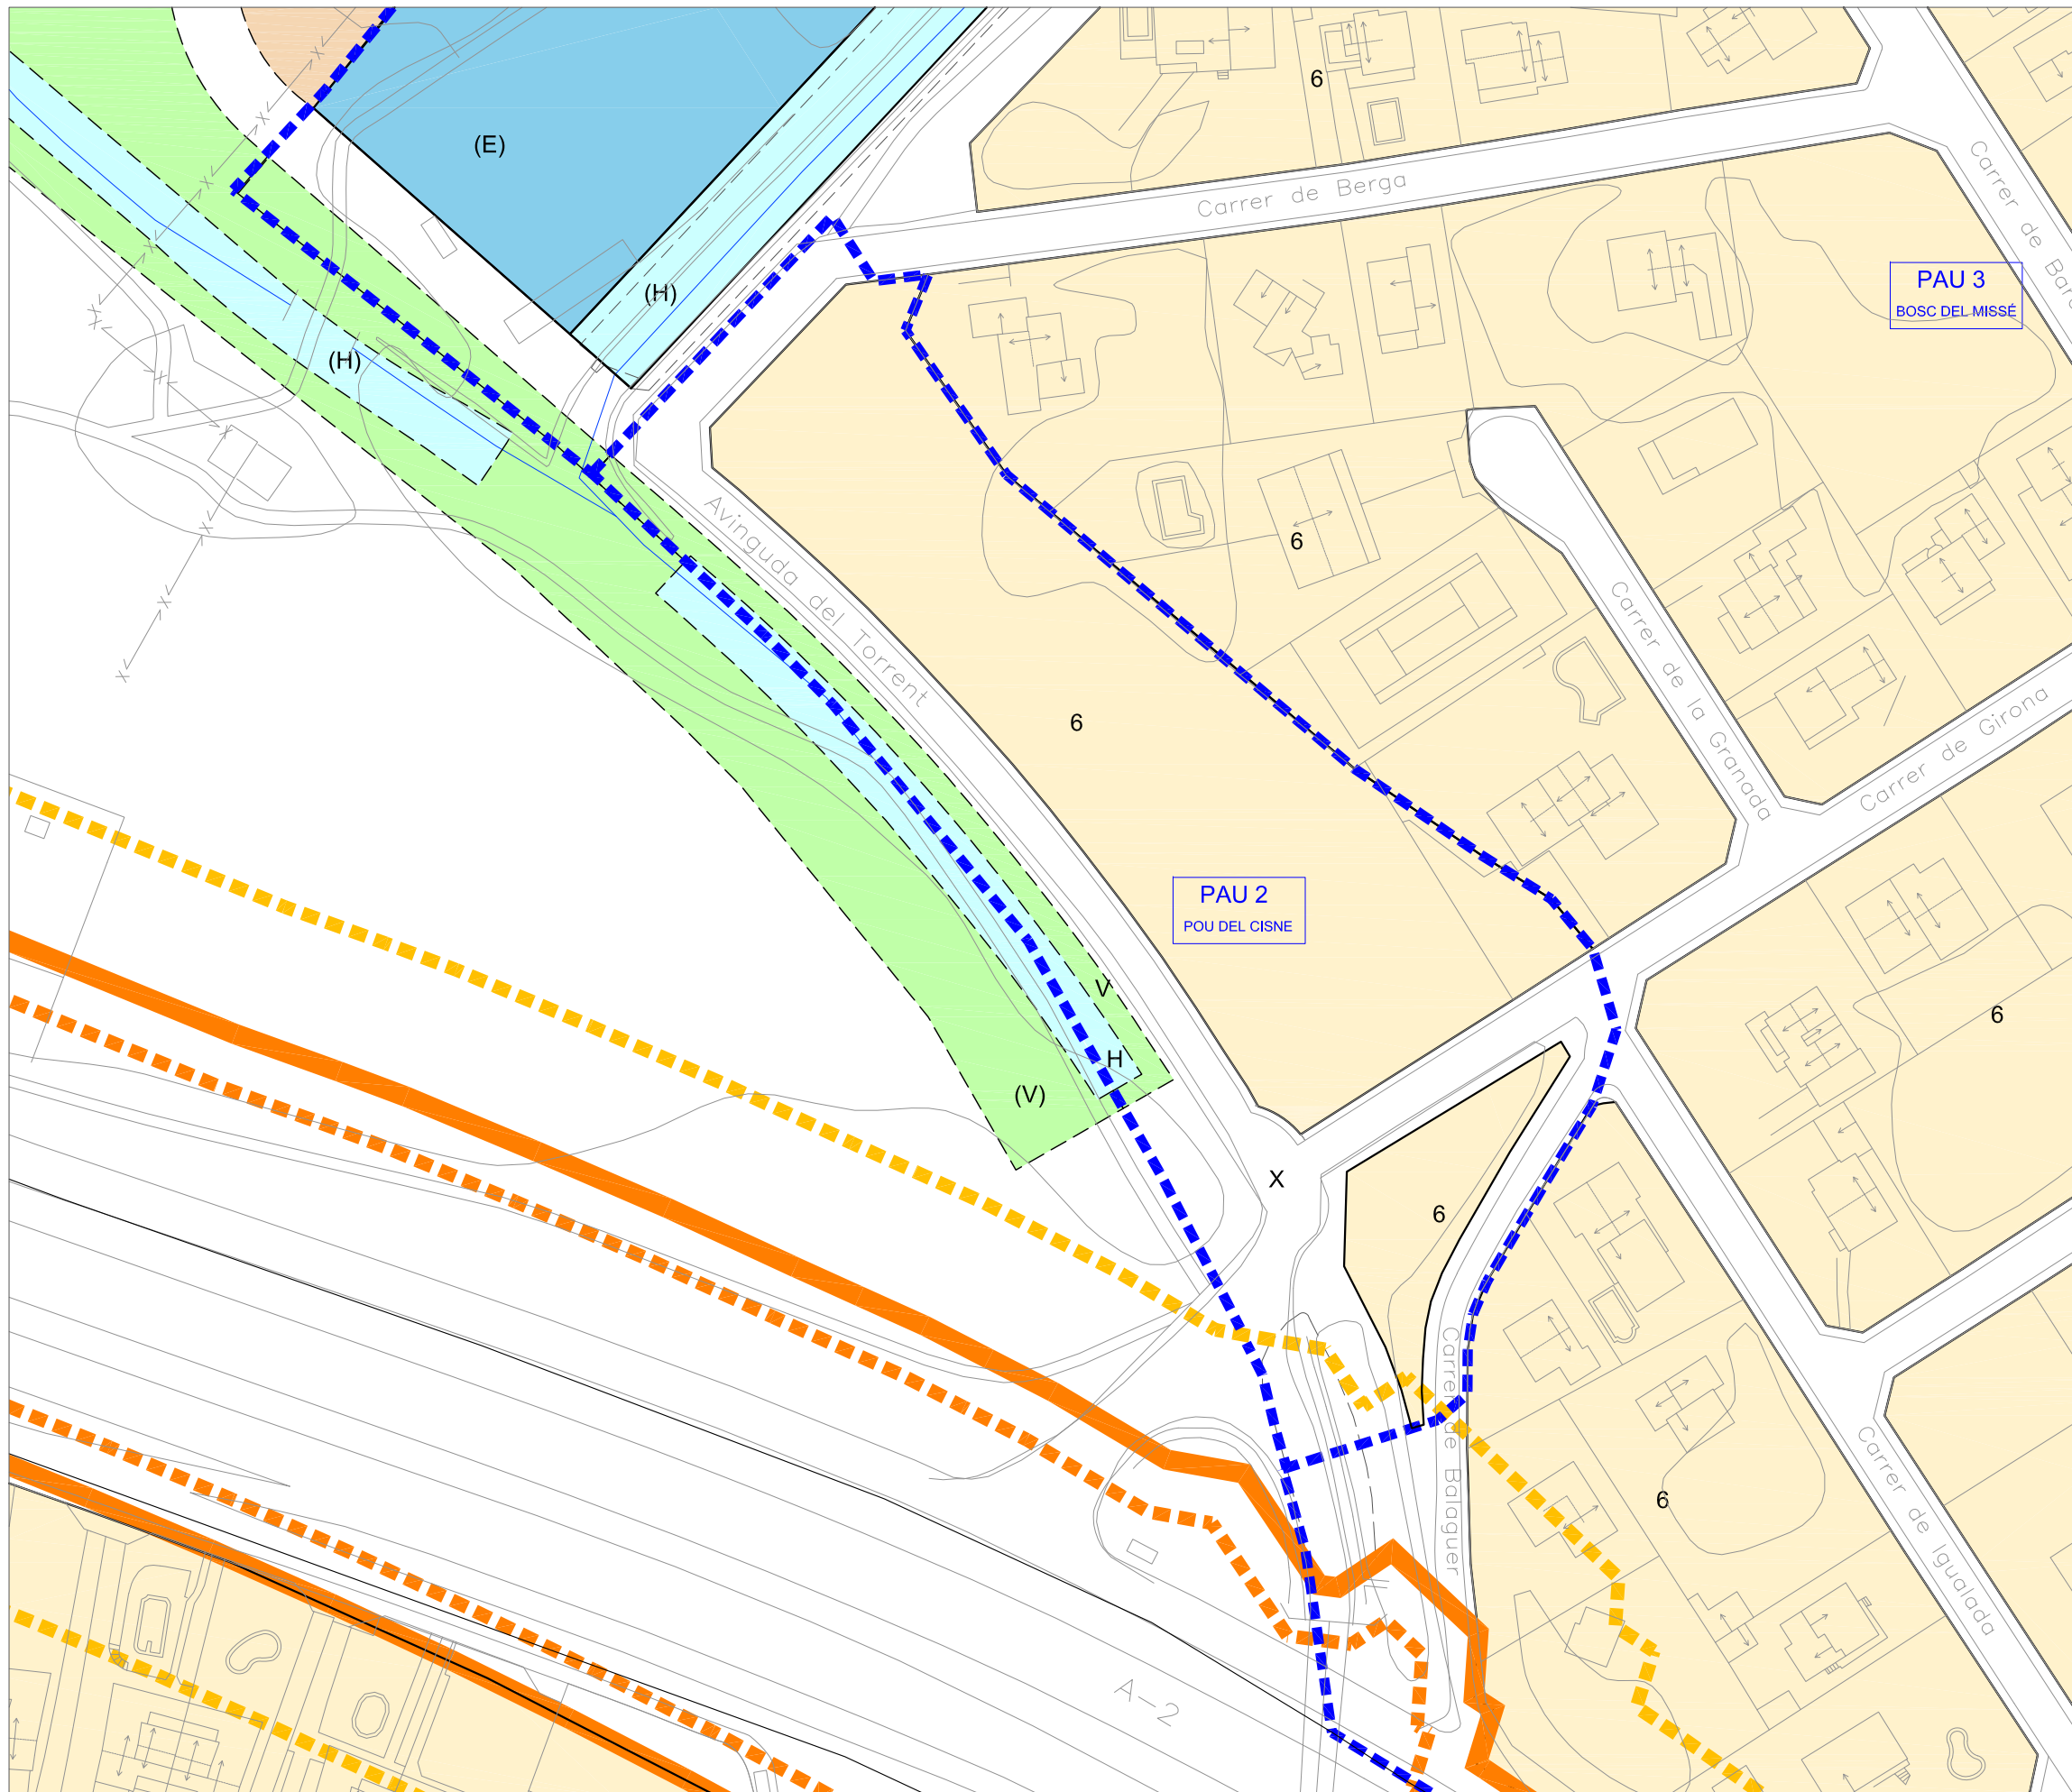 6
(E)
Carrer de Berga
Carrer de Bar
PAU 3
BOSC DEL MISSÉ
(H)
(H)
Avinguda del Torrent
6
Carrer de la Granada
6
Carrer de Girona
PAU 2
POU DEL CISNE
V
6
H
(V)
X
6
Carrer de Balaguer
6
Carrer de Igualada
A-2